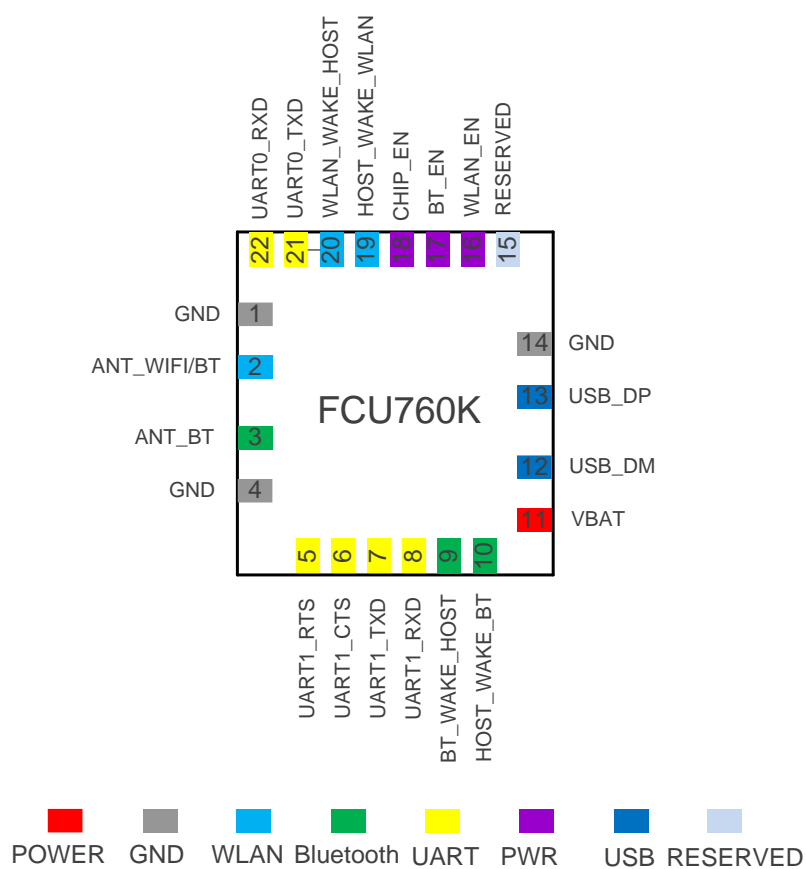 UART0_RXD
UART0_TXD
WLAN_WAKE_HOST
HOST_WAKE_WLAN
CHIP_EN
BT_EN
WLAN_EN
RESERVED
22
21
20
19
18
17
16
15
GND
1
ANT_WIFI/BT
2
ANT_BT
3
GND
4
FCU760K
14
GND
13
USB_DP
12
USB_DM
11
VBAT
5
6
7
8
9
10
UART1_RTS
UART1_CTS
UART1_TXD
UART1_RXD
BT_WAKE_HOST
HOST_WAKE_BT
POWER
GND
WLAN
Bluetooth
UART
PWR
USB
RESERVED